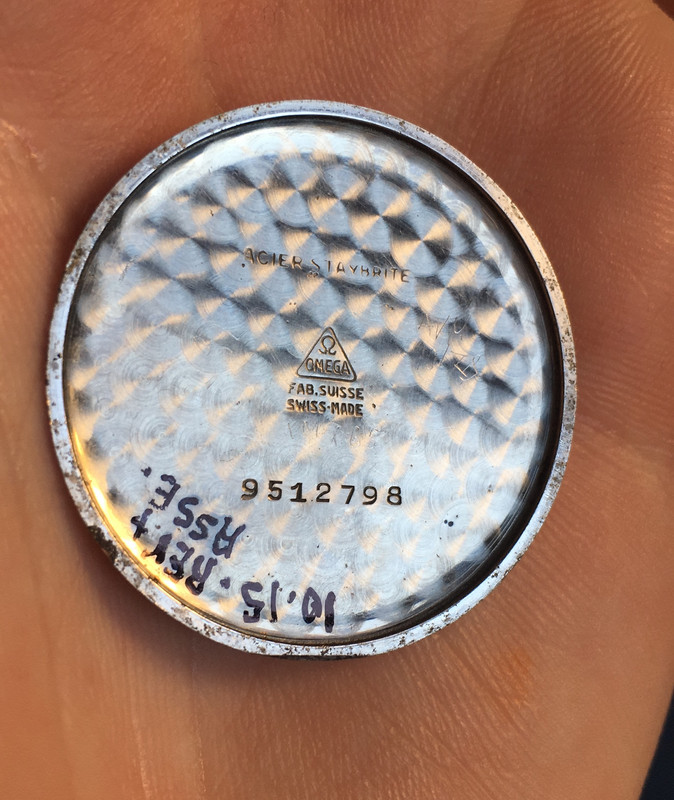 ACIER STAYBRITE
Ω
OMEGA
FAB. SUISSE
SWISS-MADE
9512798
10.15. REV.T
ASSE.